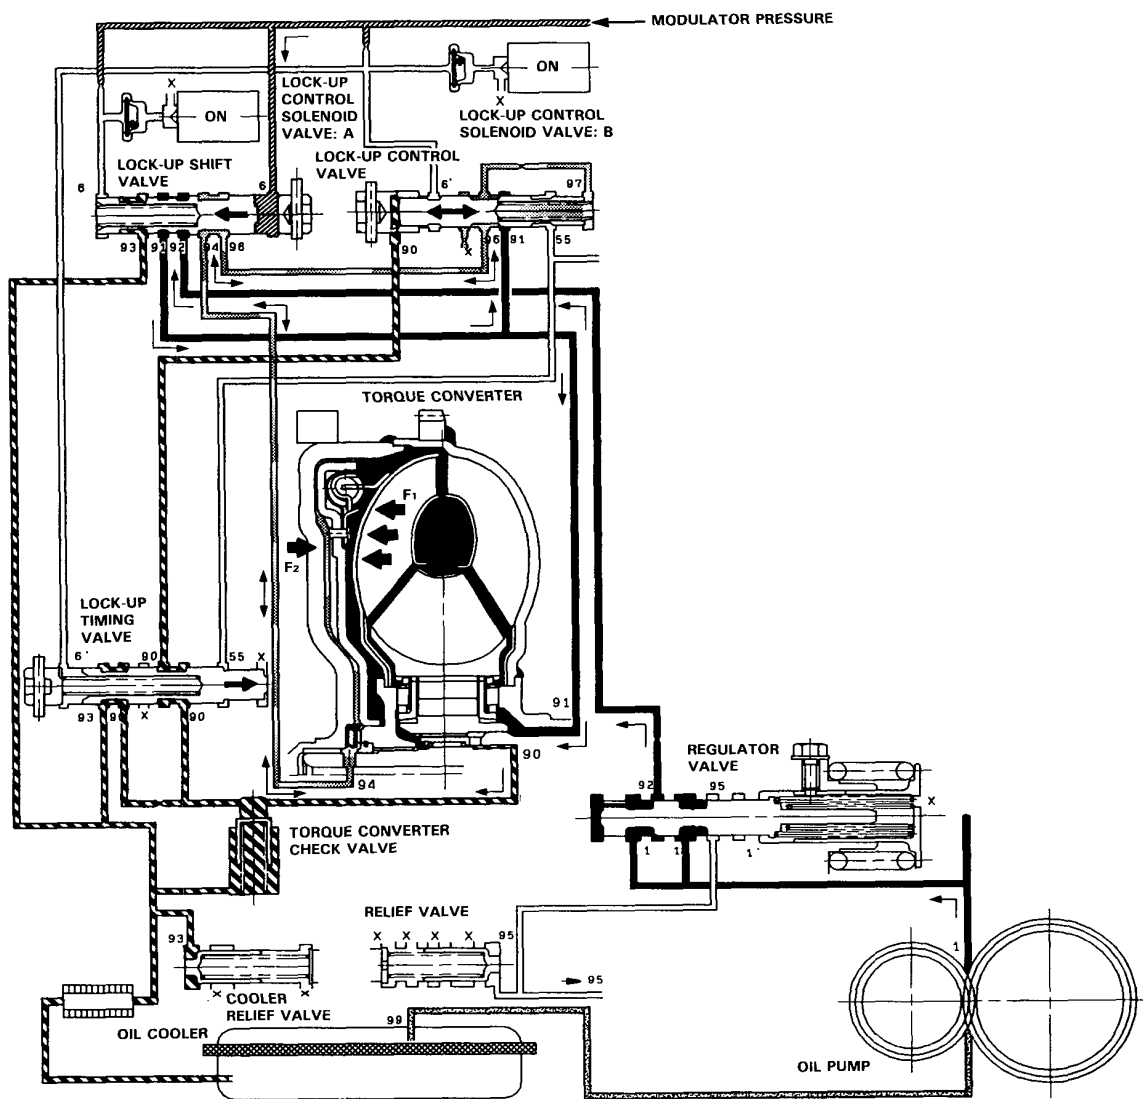 MODULATOR PRESSURE
ON
X
LOCK-UP
CONTROL
SOLENOID
VALVE: A
ON
X
LOCK-UP CONTROL
SOLENOID VALVE: B
LOCK-UP SHIFT
VALVE
LOCK-UP CONTROL
VALVE
6
6
6'
97
93
91
92
94
96
90
X
96
91
55
TORQUE CONVERTER
F1
F2
LOCK-UP
TIMING
VALVE
6'
90
55
X
93
X
90
91
90
94
REGULATOR
VALVE
92
95
X
1
1
1'
TORQUE CONVERTER
CHECK VALVE
RELIEF VALVE
X
X
X
X
95
93
X
X
95
1
COOLER
RELIEF VALVE
OIL COOLER
99
OIL PUMP